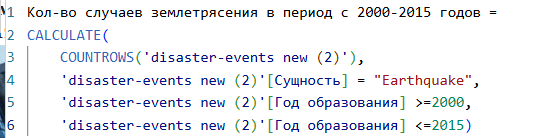 1 Кол-во случаев землетрясения в период с 2000-2015 годов =
2 CALCULATE(
3 COUNTROWS('disaster-events new (2)'),
4 'disaster-events new (2)'[Сущность] = "Earthquake",
5 'disaster-events new (2)'[Год образования] >=2000,
6 'disaster-events new (2)'[Год образования] <=2015)